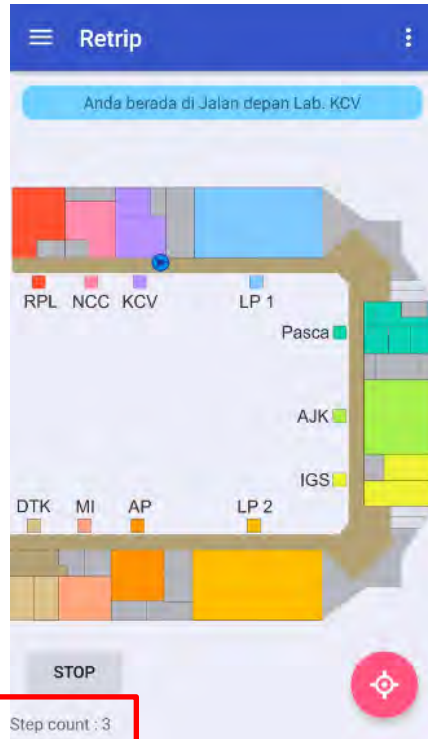 Retrip
Anda berada di Jalan depan Lab. KCV
RPL NCC KCV LP 1
Pasca
AJK
IGS
DTK MI AP LP 2
STOP
Step count : 3